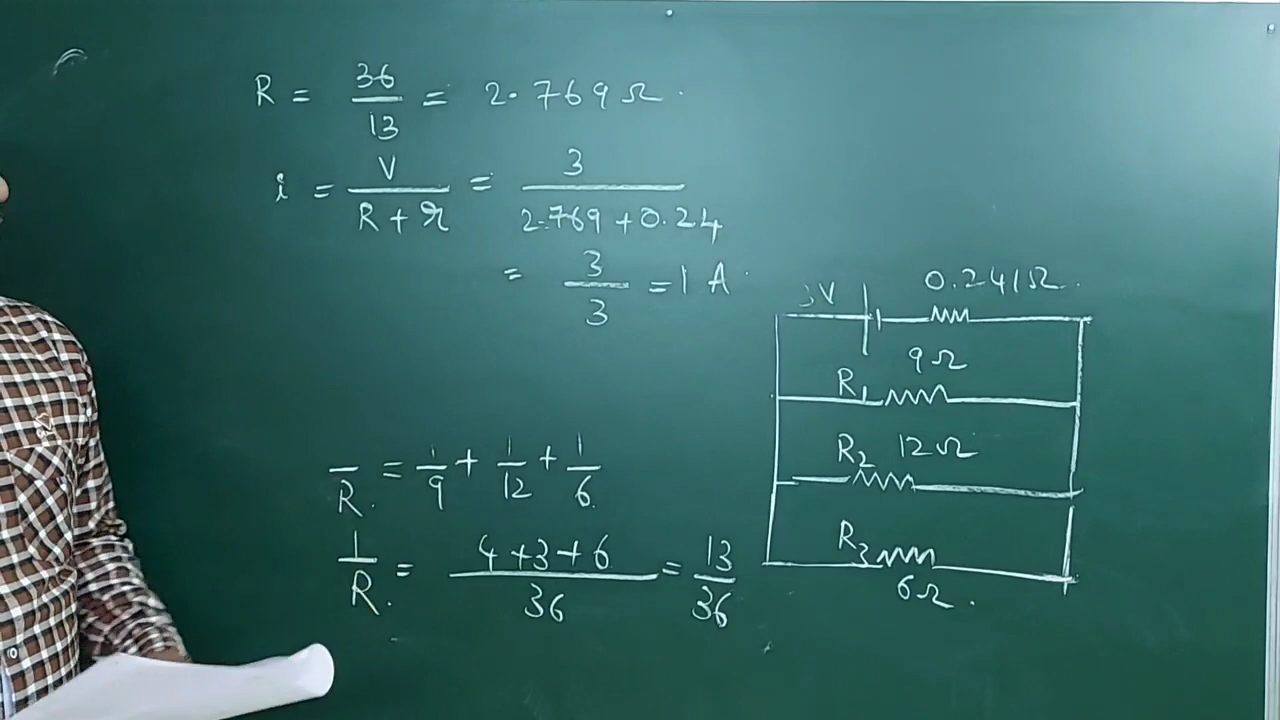 R = 36/13 = 2.769 Ω.
i = V/(R + r) = 3/(2.769 + 0.24
= 3/3 = 1 A.
3V 0.241Ω.
9Ω
R1
R2 12Ω
R3
6Ω.
/R. = 1/9 + 1/12 + 1/6
1/R. = (4+3+6)/36 = 13/36